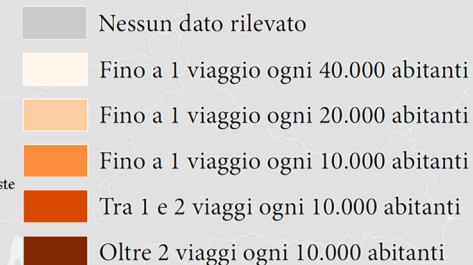 Nessun dato rilevato
Fino a 1 viaggio ogni 40.000 abitanti
Fino a 1 viaggio ogni 20.000 abitanti
Fino a 1 viaggio ogni 10.000 abitanti
ste
Tra 1 e 2 viaggi ogni 10.000 abitanti
Oltre 2 viaggi ogni 10.000 abitanti